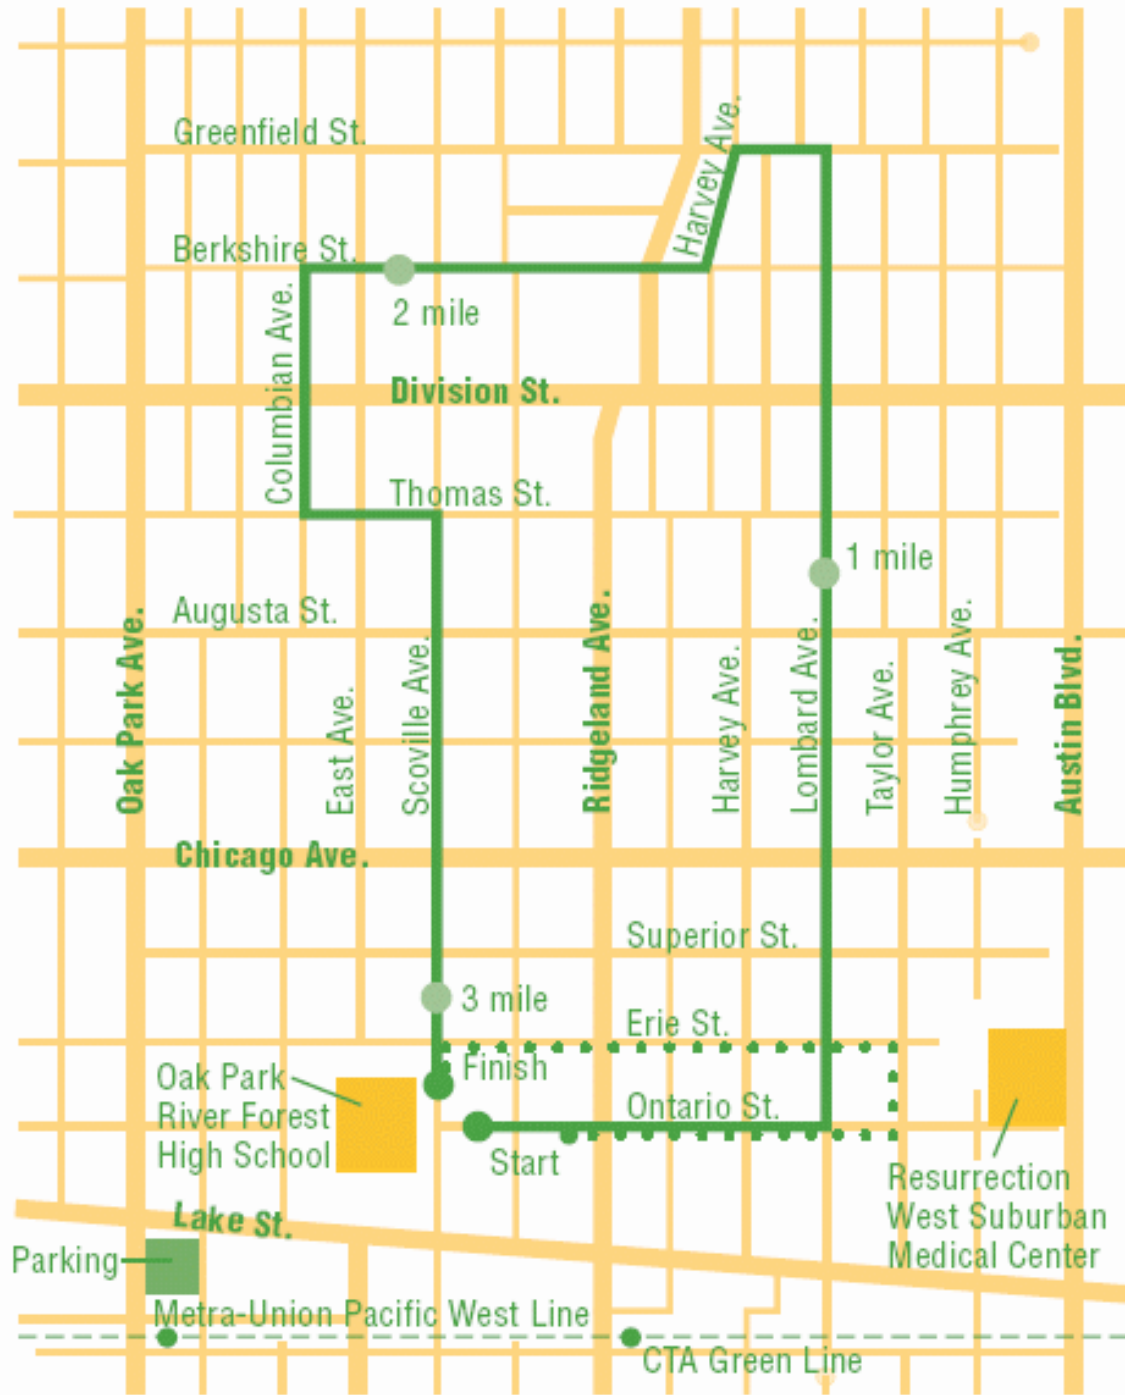 Greenfield St.
Harvey Ave.
Berkshire St.
2 mile
Columbian Ave.
Division St.
Thomas St.
1 mile
Augusta St.
Oak Park Ave.
East Ave.
Scoville Ave.
Ridgeland Ave.
Harvey Ave.
Lombard Ave.
Taylor Ave.
Humphrey Ave.
Austin Blvd.
Chicago Ave.
Superior St.
3 mile
Erie St.
Finish
Oak Park
River Forest
High School
Ontario St.
Start
Resurrection
West Suburban
Medical Center
Lake St.
Parking
Metra-Union Pacific West Line
CTA Green Line